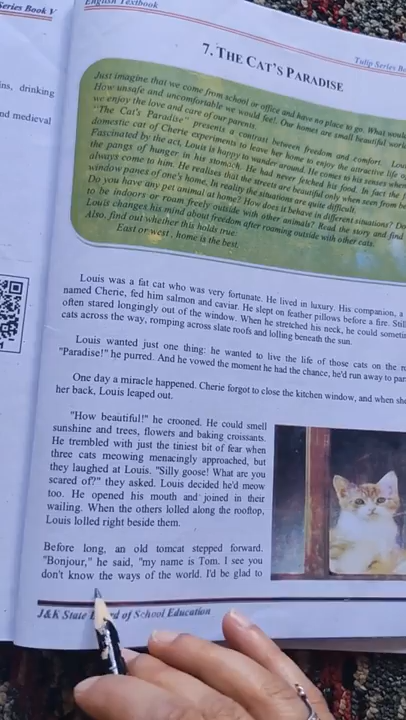 Series Book V
English Textbook
Tulip Series Bo
ins, drinking
nd medieval
7. THE CAT'S PARADISE
Just imagine that we come from school or office and have no place to go. What would
How unsafe and uncomfortable we would feel! Our homes are small beautiful world
we enjoy the love and care of our parents.
"The Cat's Paradise" presents a contrast between freedom and comfort. Loui
domestic cat of Cherie experiments to leave her home to enjoy the attractive life o
Fascinated by the act, Louis is happy to wander around. He comes to his senses when
the pangs of hunger in his stomach. He had never fetched his food. In fact the f
always come to him. He realises that the streets are beautiful only when seen from be
window panes of one's home. In reality the situations are quite difficult.
Do you have any pet animal at home? How does it behave in different situations? Do
to be indoors or roam freely outside with other animals? Read the story and find
Louis changes his mind about freedom after roaming outside with other cats.
Also, find out whether this holds true:
East or west, home is the best.
Louis was a fat cat who was very fortunate. He lived in luxury. His companion, a
named Cherie, fed him salmon and caviar. He slept on feather pillows before a fire. Still
often stared longingly out of the window. When he stretched his neck, he could someti
cats across the way, romping across slate roofs and lolling beneath the sun.
Louis wanted just one thing: he wanted to live the life of those cats on the ro
"Paradise!" he purred. And he vowed the moment he had the chance, he'd run away to par
One day a miracle happened. Cherie forgot to close the kitchen window, and when she
her back, Louis leaped out.
"How beautiful!" he crooned. He could smell
sunshine and trees, flowers and baking croissants.
He trembled with just the tiniest bit of fear when
three cats meowing menacingly approached, but
they laughed at Louis. "Silly goose! What are you
scared of?" they asked. Louis decided he'd meow
too. He opened his mouth and joined in their
wailing. When the others lolled along the rooftop,
Louis lolled right beside them.
Before long, an old tomcat stepped forward.
"Bonjour," he said, "my name is Tom. I see you
don't know the ways of the world. I'd be glad to
J&K State of School Education